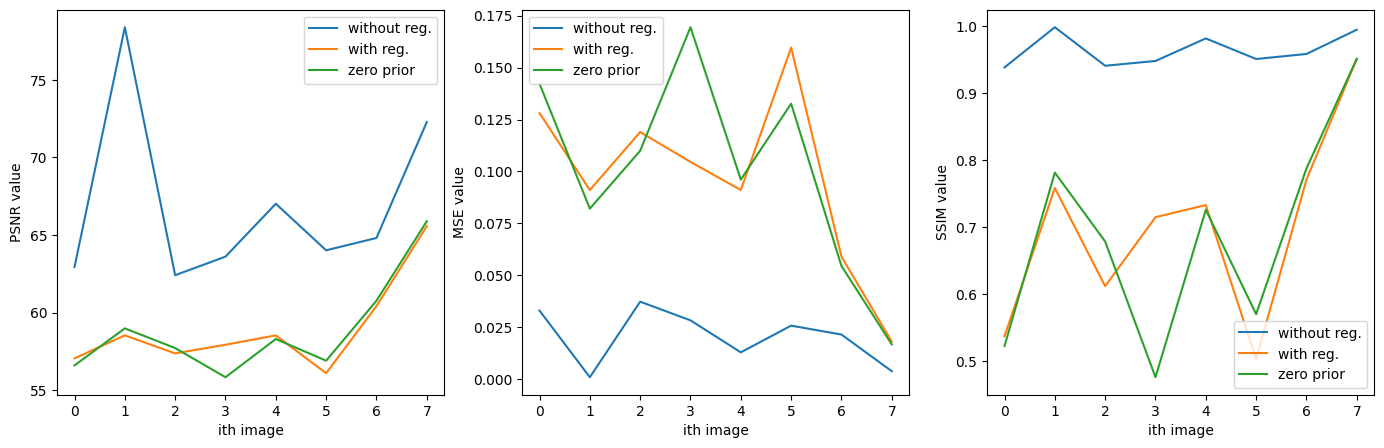 75
70
65
60
55
PSNR value
0 1 2 3 4 5 6 7
ith image
without reg.
with reg.
zero prior
0.175
0.150
0.125
0.100
0.075
0.050
0.025
0.000
MSE value
0 1 2 3 4 5 6 7
ith image
without reg.
with reg.
zero prior
1.0
0.9
0.8
0.7
0.6
0.5
SSIM value
0 1 2 3 4 5 6 7
ith image
without reg.
with reg.
zero prior